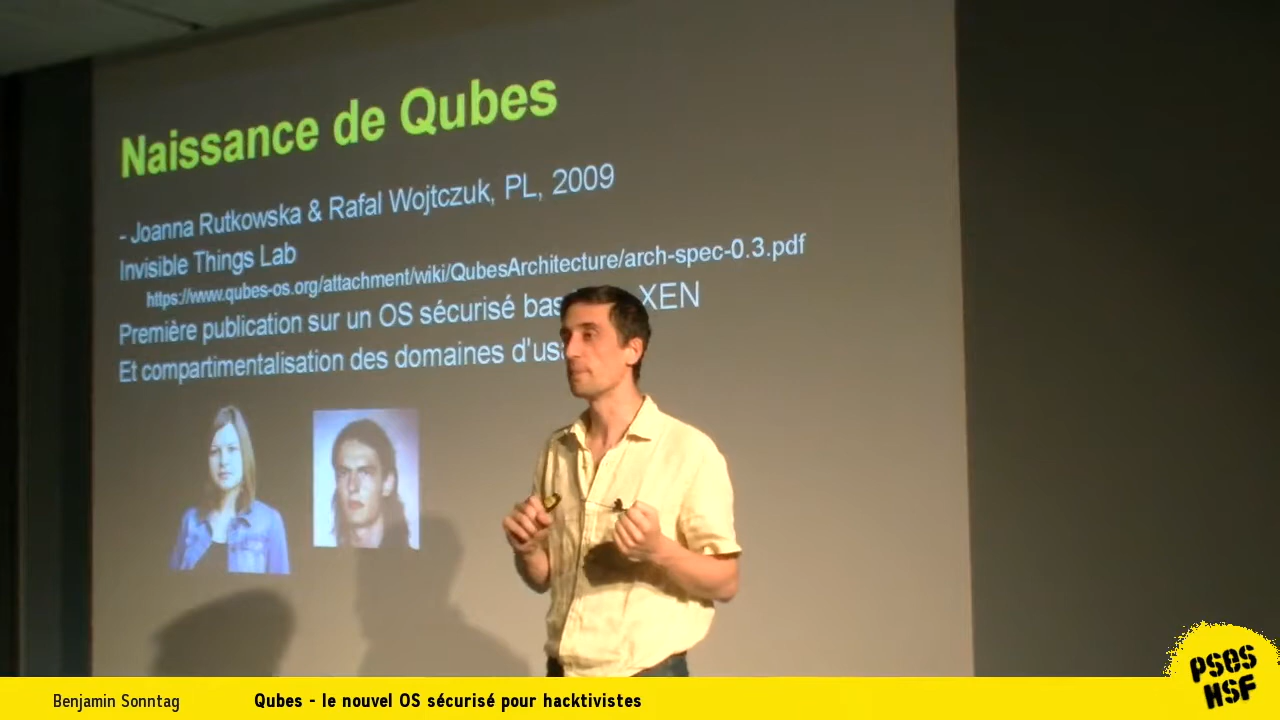 Naissance de Qubes
- Joanna Rutkowska & Rafal Wojtczuk, PL, 2009
Invisible Things Lab
https://www.qubes-os.org/attachment/wiki/QubesArchitecture/arch-spec-0.3.pdf
Première publication sur un OS sécurisé XEN
Et compartimentalisation des domaines
PSES
HSF
Benjamin Sonntag
Qubes - le nouvel OS sécurisé pour hacktivistes